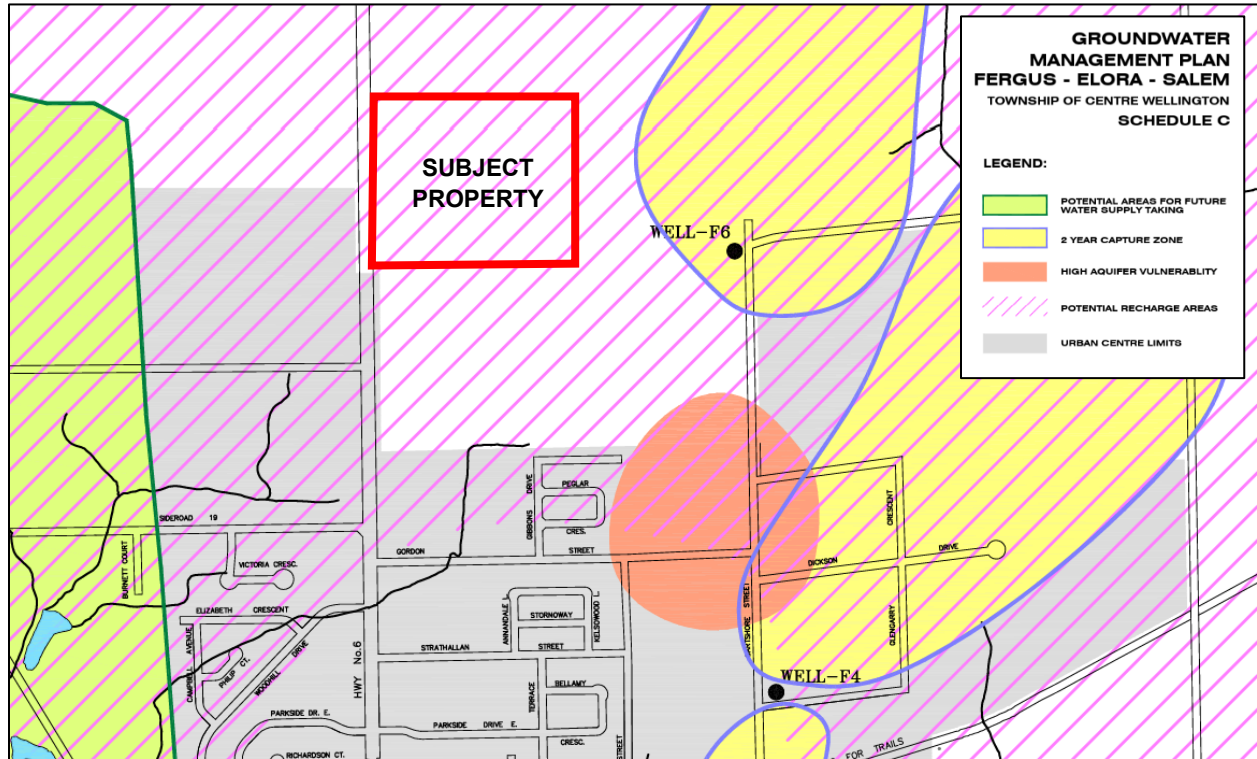 GROUNDWATER
MANAGEMENT PLAN
FERGUS - ELORA - SALEM
TOWNSHIP OF CENTRE WELLINGTON
SCHEDULE C
LEGEND:
POTENTIAL AREAS FOR FUTURE
WATER SUPPLY TAKING
2 YEAR CAPTURE ZONE
HIGH AQUIFER VULNERABLITY
POTENTIAL RECHARGE AREAS
URBAN CENTRE LIMITS
SUBJECT
PROPERTY
WELL-F6
PEGLAR
GIBBONS DRIVE
CRES.
CRESCENT
SIDEROAD 19
GORDON STREET
DICKSON DRIVE
BURNETT COURT
VICTORIA CRESC.
ELIZABETH CRESCENT
ANNANDALE L.
STORNOWAY
KELSOWOOD L.
STREET
GLENGARRY
CAMPBELL AVENUE
PHILIP CT.
WOODHILL DRIVE
HWY No.6
STRATHALLAN STREET
WELL-F4
BELLAMY
TERRACE
PARKSIDE DR. E.
PARKSIDE DRIVE E.
CRESC.
STREET
RICHARDSON CT.
FOR TRAILS